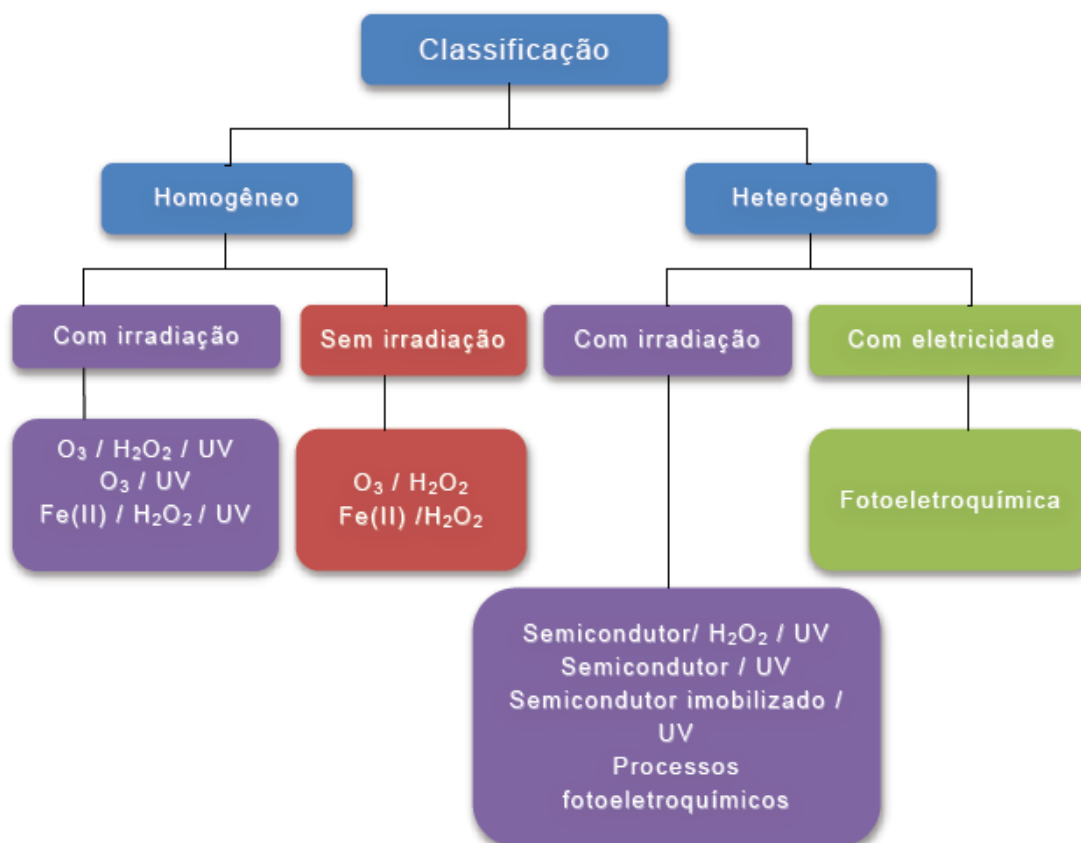 Classificação
Homogêneo
Heterogêneo
Com irradiação
Sem irradiação
Com irradiação
Com eletricidade
O₃ / H₂O₂ / UV
O₃ / UV
Fe(II) / H₂O₂ / UV
O₃ / H₂O₂
Fe(II) /H₂O₂
Fotoeletroquímica
Semicondutor/ H₂O₂ / UV
Semicondutor / UV
Semicondutor imobilizado /
UV
Processos
fotoeletroquímicos